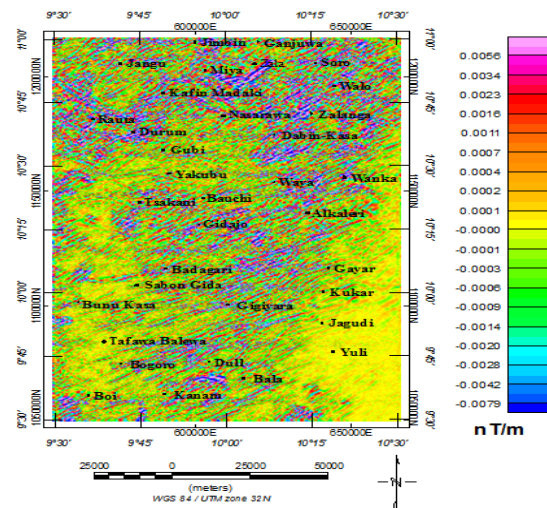 9°30' 9°45' 10°00' 10°15' 10°30'
600000E 650000E
11°00' 11°00'
Jimbin Ganjuwa
Jangu Miya Zala Soro
1200000N 1200000N
Kafin Madaki Walo
10°45' 10°45'
Rauta Nasarawa Zalanga
Durum Dabin-Kasa
Gubi
10°30' 10°30'
Yakubu Waya Wanka
1150000N 1150000N
Tsakani Bauchi Alkaleri
10°15' 10°15'
Gidajo
Badagari Gayar
Sabon Gida Kukar
10°00' 10°00'
Bunu Kasa Gigiyara
1100000N 1100000N
Jagudi
Tafawa Balewa
9°45' 9°45'
Bogoro Dull Yuli
Bala
Boi Kanam
1050000N 1050000N
9°30' 9°30'
600000E 650000E
9°30' 9°45' 10°00' 10°15' 10°30'
25000 0 25000 50000
(meters)
WGS 84 / UTM zone 32N
0.0056
0.0034
0.0023
0.0016
0.0011
0.0007
0.0004
0.0002
0.0001
-0.0000
-0.0001
-0.0003
-0.0006
-0.0009
-0.0014
-0.0020
-0.0028
-0.0042
-0.0079
nT/m
N